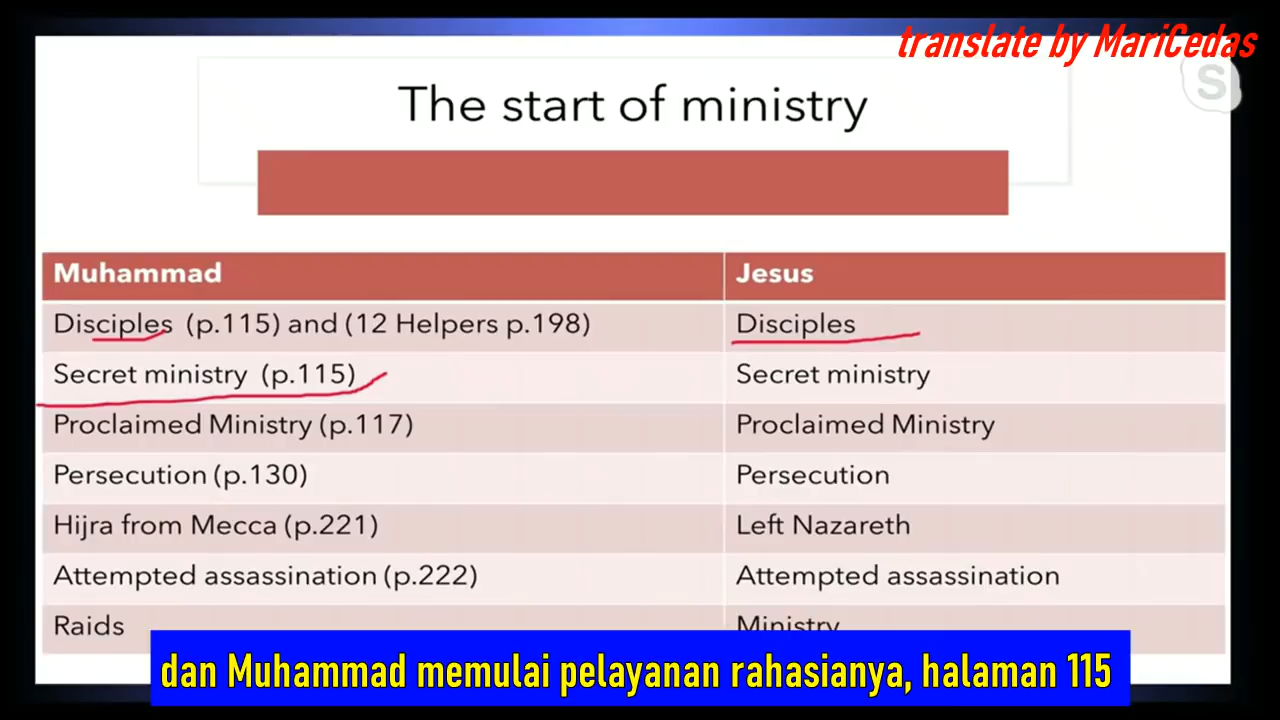 translate by MariCedas
S
The start of ministry
Muhammad Jesus
Disciples (p.115) and (12 Helpers p.198) Disciples
Secret ministry (p.115) Secret ministry
Proclaimed Ministry (p.117) Proclaimed Ministry
Persecution (p.130) Persecution
Hijra from Mecca (p.221) Left Nazareth
Attempted assassination (p.222) Attempted assassination
Raids Ministry
dan Muhammad memulai pelayanan rahasianya, halaman 115